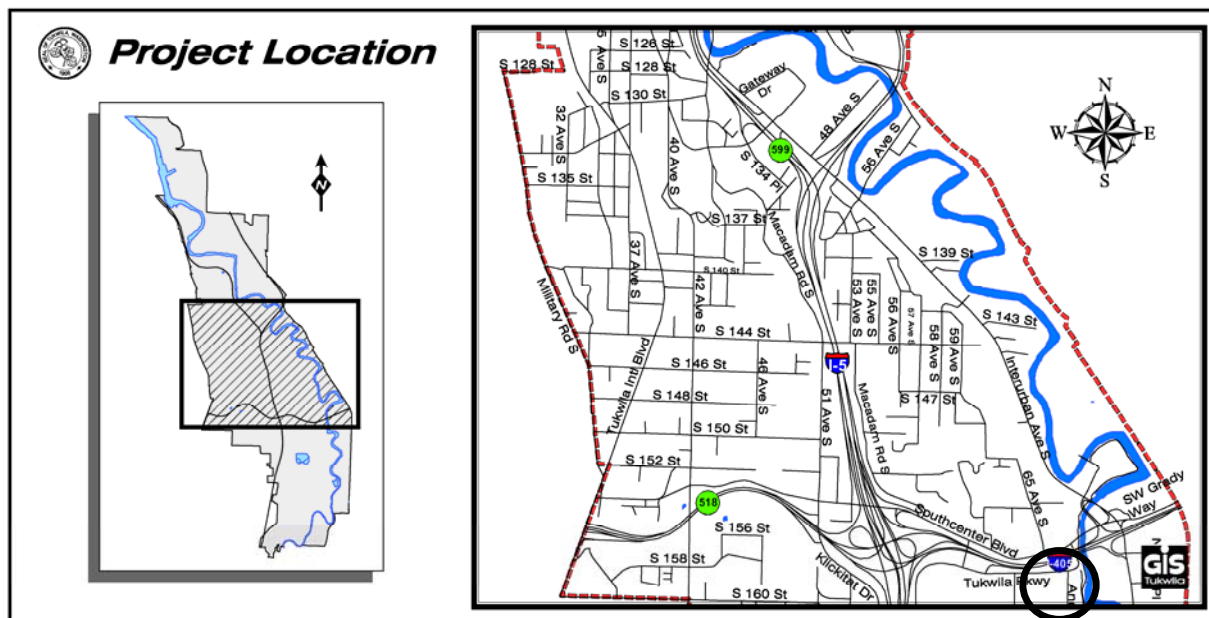 Project Location
N
S 126 St
S 128 St
S 128 St
5 Ave S
Gateway Dr
S 130 St
32 Ave S
40 Ave S
48 Ave S
56 Ave S
599
S 134 Pl
S 135 St
S 137 St
Macadam Rd S
37 Ave S
S 139 St
S 140 St
42 Ave S
Military Rd S
53 Ave S
55 Ave S
56 Ave S
57 Ave S
58 Ave S
59 Ave S
S 143 St
S 144 St
I-5
S 146 St
46 Ave S
Tukwila Intl Blvd
S 147 St
S 148 St
51 Ave S
Macadam Rd S
Interurban Ave S
S 150 St
S 152 St
65 Ave S
SW Grady Way
518
Southcenter Blvd
S 156 St
S 158 St
Klickitat Dr
Tukwila Pkwy
-405
S 160 St
N
W E
S
GIS
Tukwila